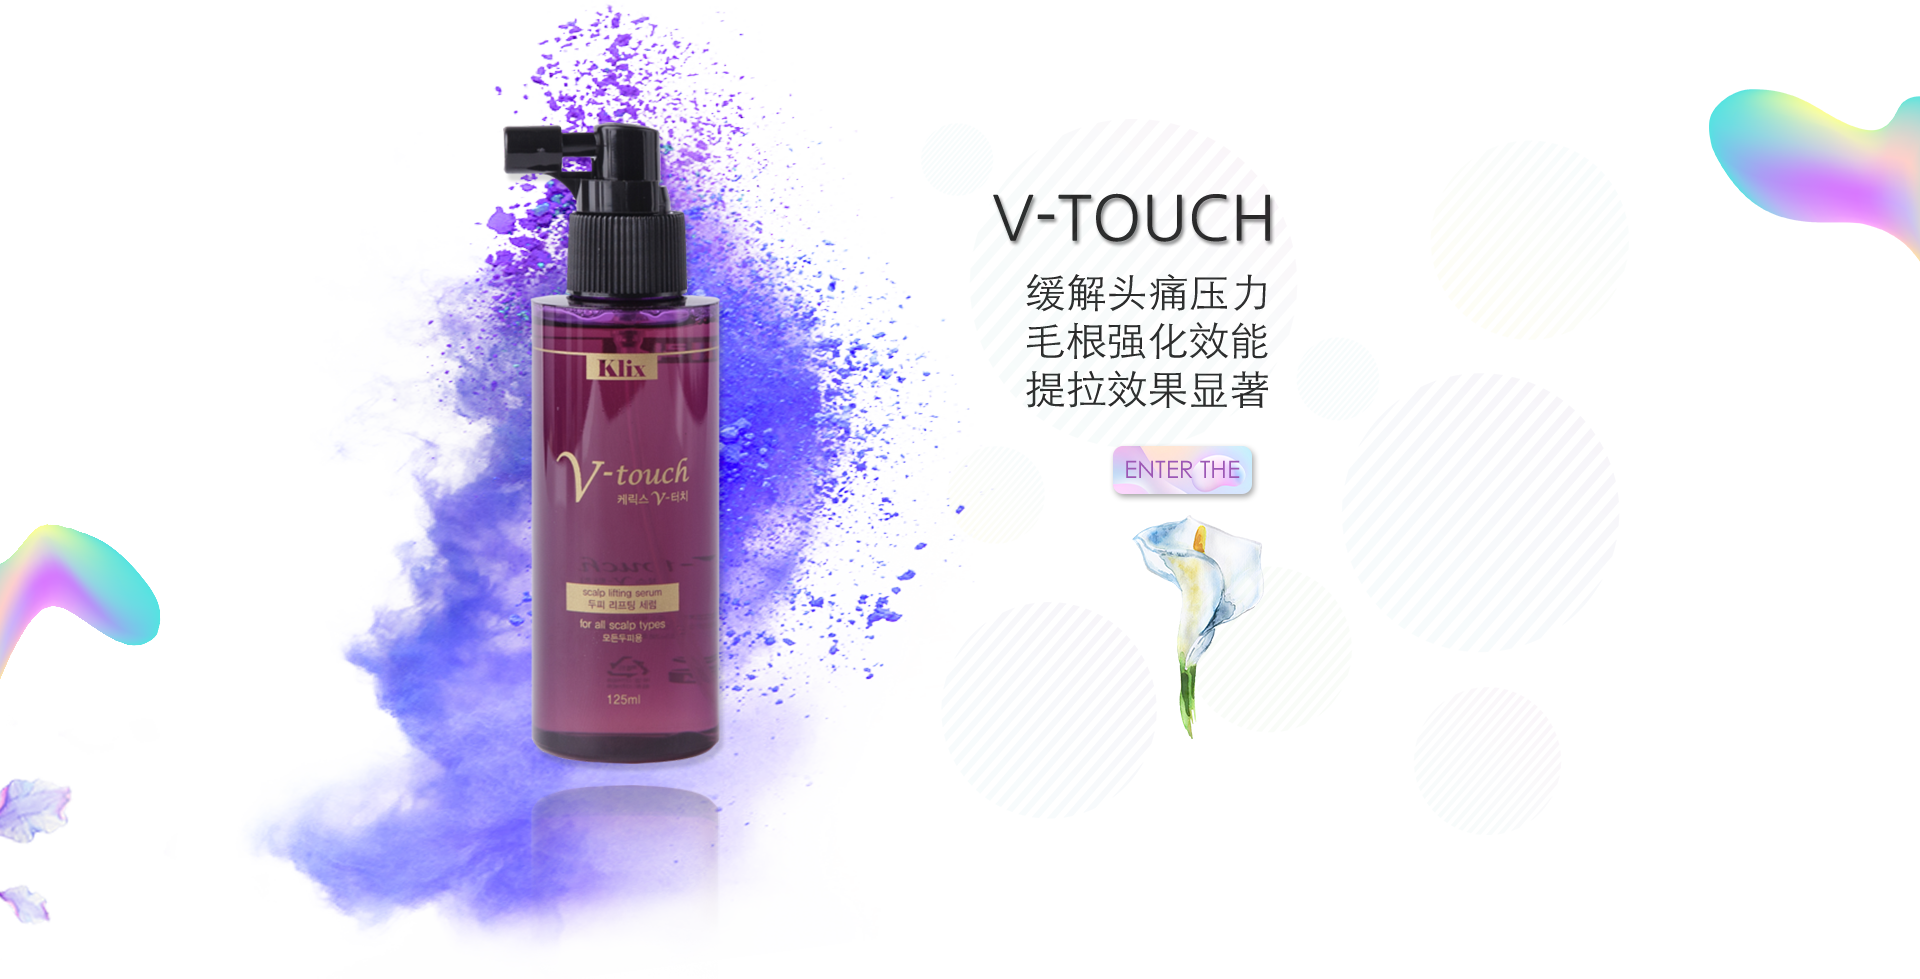 V-TOUCH
缓解头痛压力
毛根强化效能
提拉效果显著
ENTER THE
Klix
V-touch
케릭스 V-터치
scalp lifting serum
두피 리프팅 세럼
for all scalp types
모든두피용
125ml